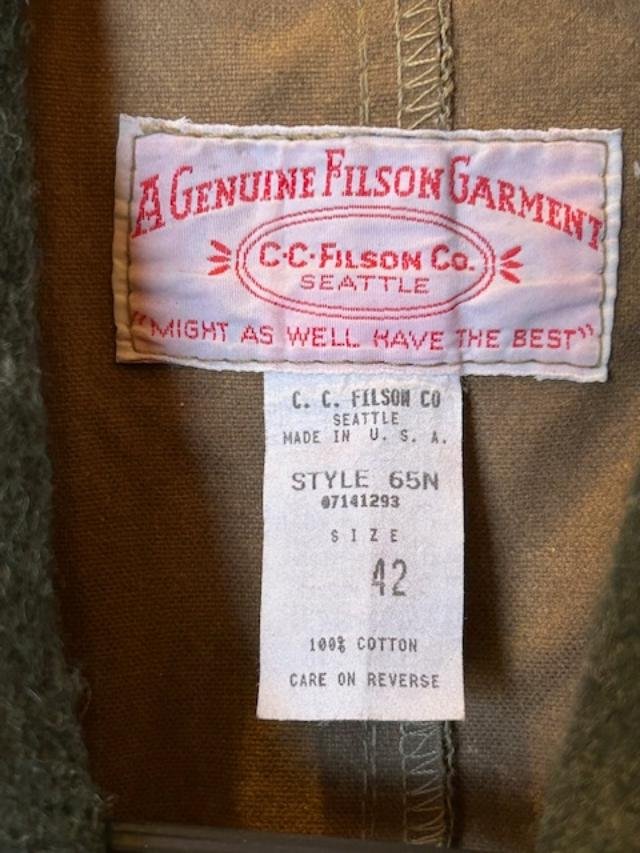 A GENUINE FILSON GARMENT
C·C·FILSON CO.
SEATTLE
"MIGHT AS WELL HAVE THE BEST"
C. C. FILSON CO
SEATTLE
MADE IN U. S. A.
STYLE 65N
07141293
SIZE
42
100% COTTON
CARE ON REVERSE